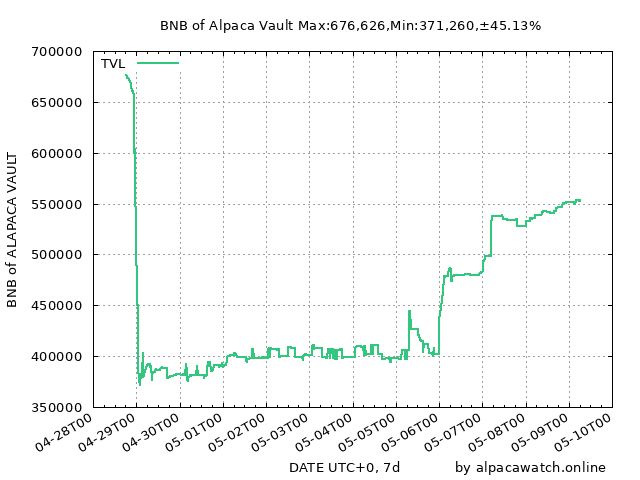 BNB of Alpaca Vault Max:676,626,Min:371,260,±45.13%
TVL
700000
650000
600000
550000
500000
450000
400000
350000
BNB of ALAPACA VAULT
04-28T00
04-29T00
04-30T00
05-01T00
05-02T00
05-03T00
05-04T00
05-05T00
05-06T00
05-07T00
05-08T00
05-09T00
05-10T00
DATE UTC+0, 7d
by alpacawatch.online